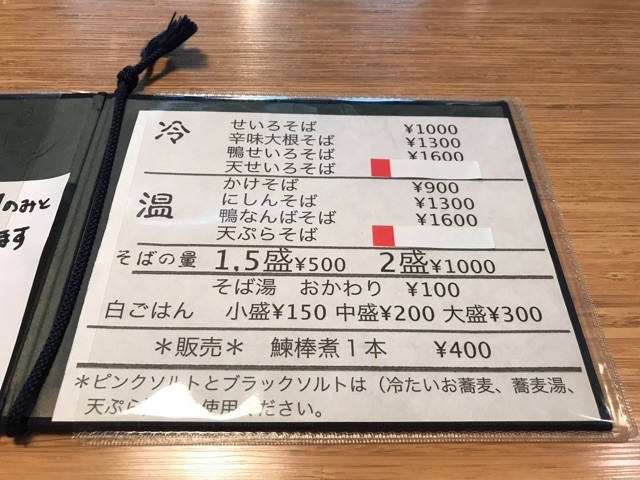 冷
せいろそば ¥1000
辛味大根そば ¥1300
鴨せいろそば ¥1600
天せいろそば
温
かけそば ¥900
にしんそば ¥1300
鴨なんばそば ¥1600
天ぷらそば
そばの量 1.5盛¥500 2盛¥1000
そば湯 おかわり ¥100
白ごはん 小盛¥150 中盛¥200 大盛¥300
＊販売＊ 鰊棒煮１本 ¥400
＊ピンクソルトとブラックソルトは（冷たいお蕎麦、蕎麦湯、
天ぷら 使用ください。
のみと
ます